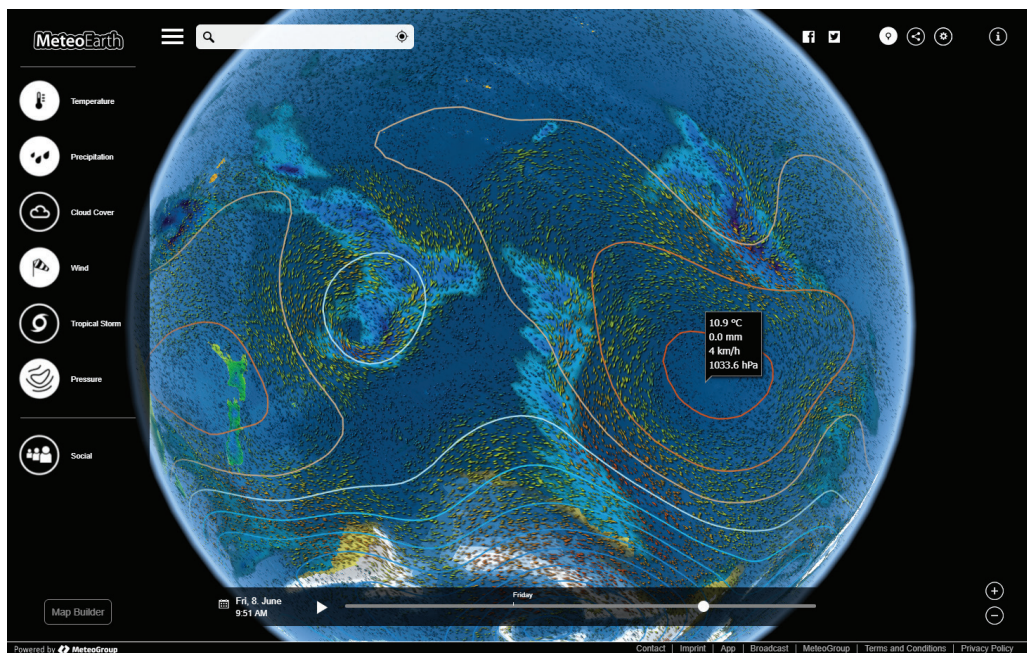 MeteoEarth
Temperature
Precipitation
Cloud Cover
Wind
Tropical Storm
Pressure
Social
Map Builder
10.9 °C
0.0 mm
4 km/h
1033.6 hPa
Fri, 8. June
9:51 AM
Friday
Powered by MeteoGroup
Contact | Imprint | App | Broadcast | MeteoGroup | Terms and Conditions | Privacy Policy